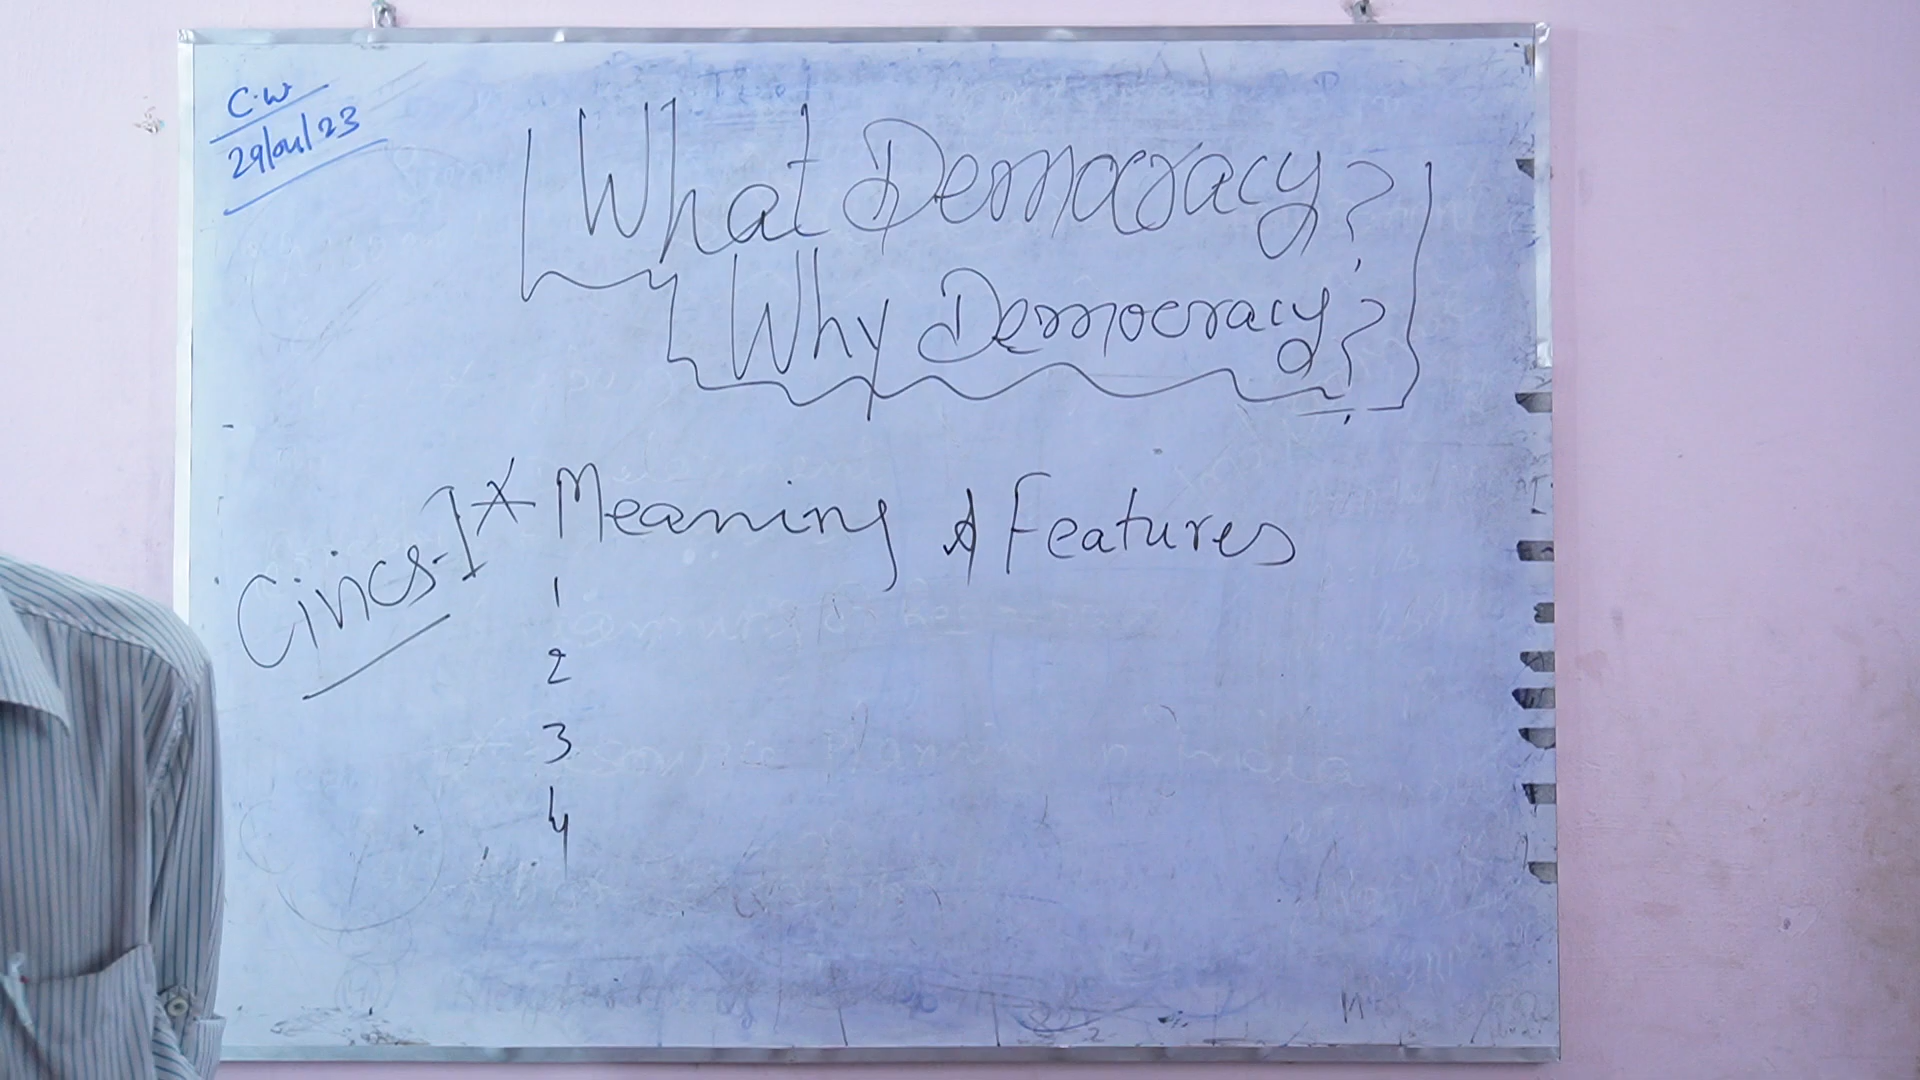 C.W
29/04/23
What Democracy?
Why Democracy?
Civics-I
* Meaning & Features
1
2
3
4